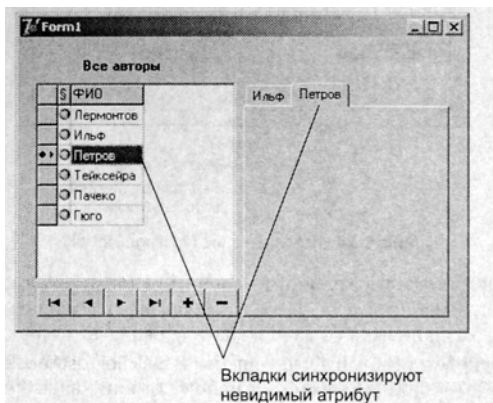 Form1
Все авторы
S ФИО
Лермонтов
Ильф
Петров
Тейксейра
Пачеко
Гюго
Ильф Петров
Вкладки синхронизируют
невидимый атрибут